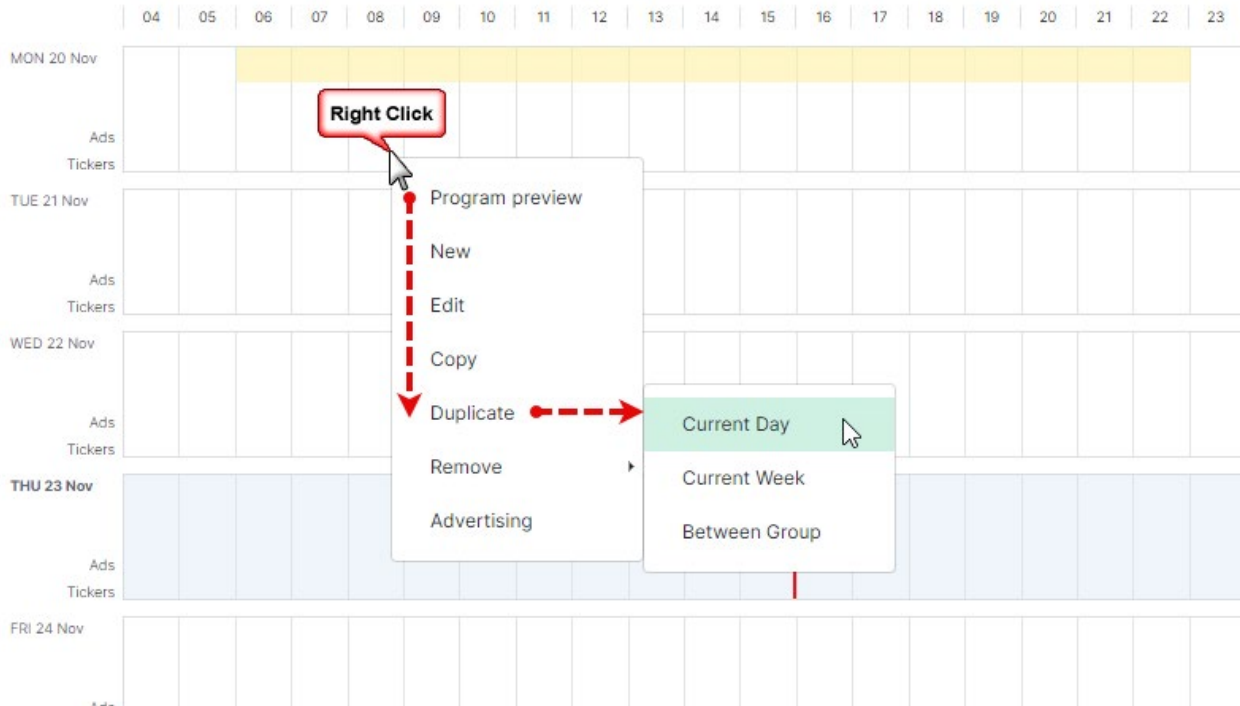 04 05 06 07 08 09 10 11 12 13 14 15 16 17 18 19 20 21 22 23
MON 20 Nov
Right Click
Ads
Tickers
Program preview
TUE 21 Nov
New
Ads
Edit
Tickers
WED 22 Nov
Copy
Duplicate
Ads
Current Day
Tickers
Remove
Current Week
THU 23 Nov
Advertising
Between Group
Ads
Tickers
FRI 24 Nov
Ads